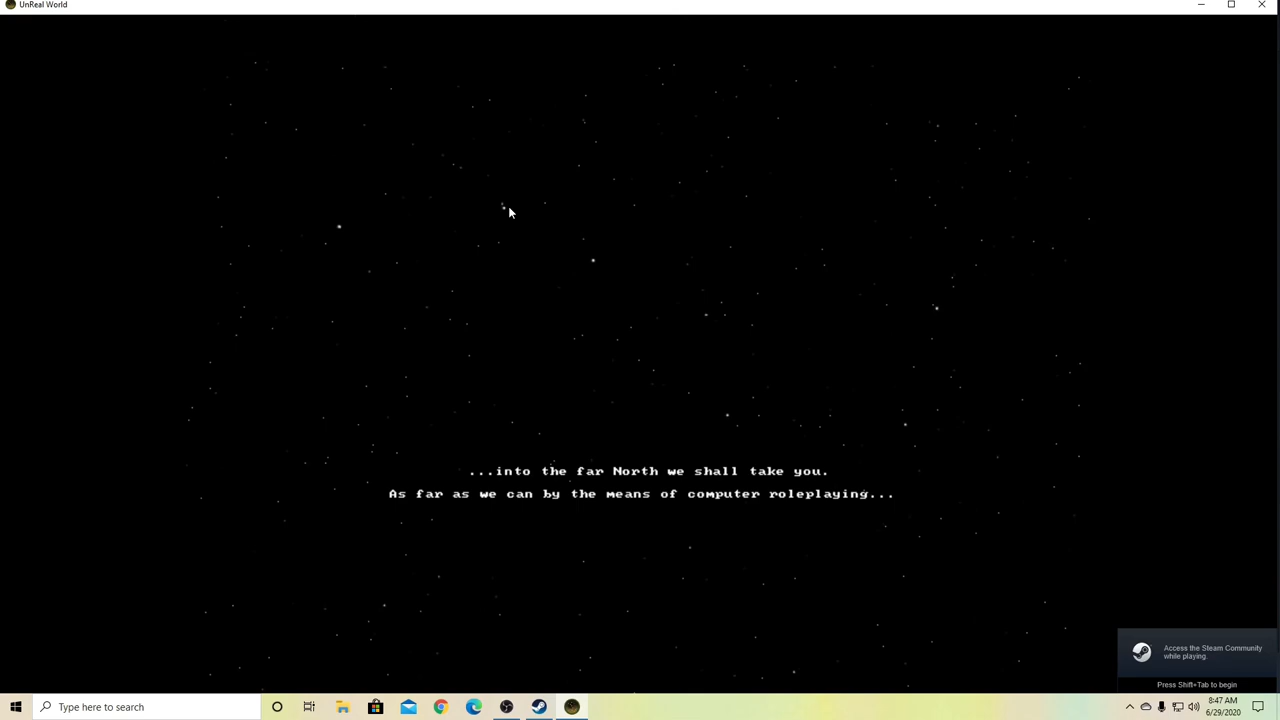 UnReal World
...into the far North we shall take you.
As far as we can by the means of computer roleplaying...
Access the Steam Community
while playing.
Press Shift+Tab to begin
Type here to search
8:47 AM
6/29/2020